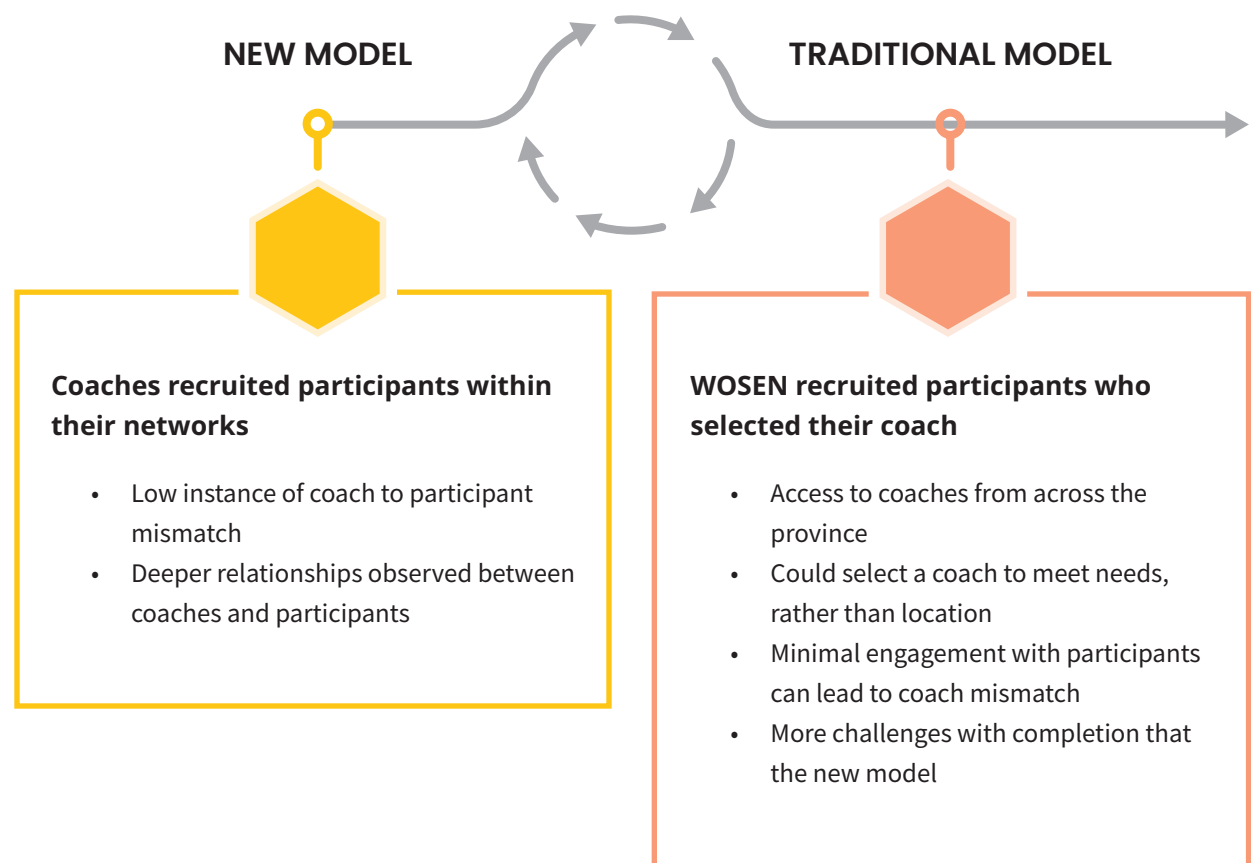 NEW MODEL
TRADITIONAL MODEL
Coaches recruited participants within
their networks
• Low instance of coach to participant
mismatch
• Deeper relationships observed between
coaches and participants
WOSEN recruited participants who
selected their coach
• Access to coaches from across the
province
• Could select a coach to meet needs,
rather than location
• Minimal engagement with participants
can lead to coach mismatch
• More challenges with completion that
the new model